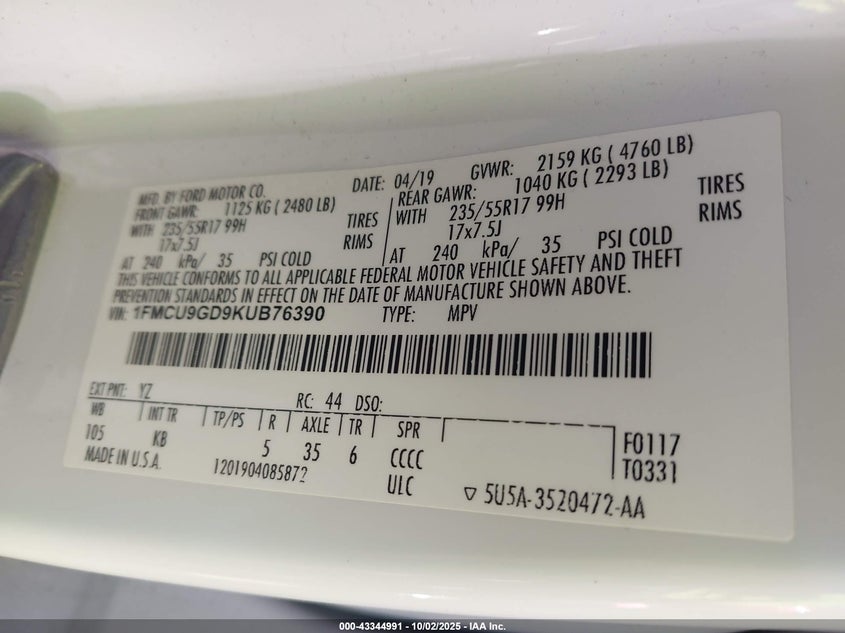 MFD. BY FORD MOTOR CO.
DATE: 04/19 GVWR: 2159 KG ( 4760 LB)
FRONT GAWR: 1125 KG ( 2480 LB)
REAR GAWR: 1040 KG ( 2293 LB)
WITH 235/55R17 99H TIRES
WITH 235/55R17 99H TIRES
17x7.5J RIMS
17x7.5J RIMS
AT 240 kPa/ 35 PSI COLD
AT 240 kPa/ 35 PSI COLD
THIS VEHICLE CONFORMS TO ALL APPLICABLE FEDERAL MOTOR VEHICLE SAFETY AND THEFT
PREVENTION STANDARDS IN EFFECT ON THE DATE OF MANUFACTURE SHOWN ABOVE.
VIN: 1FMCU9GD9KUB76390 TYPE: MPV
EXT PNT: YZ RC: 44 DSO:
WB INT TR TP/PS R AXLE TR SPR
105 KB 5 35 6 CCCC F0117
MADE IN U.S.A. 1201904085872 ULC T0331
5U5A-3520472-AA
000-43344991 - 10/02/2025 - IAA Inc.